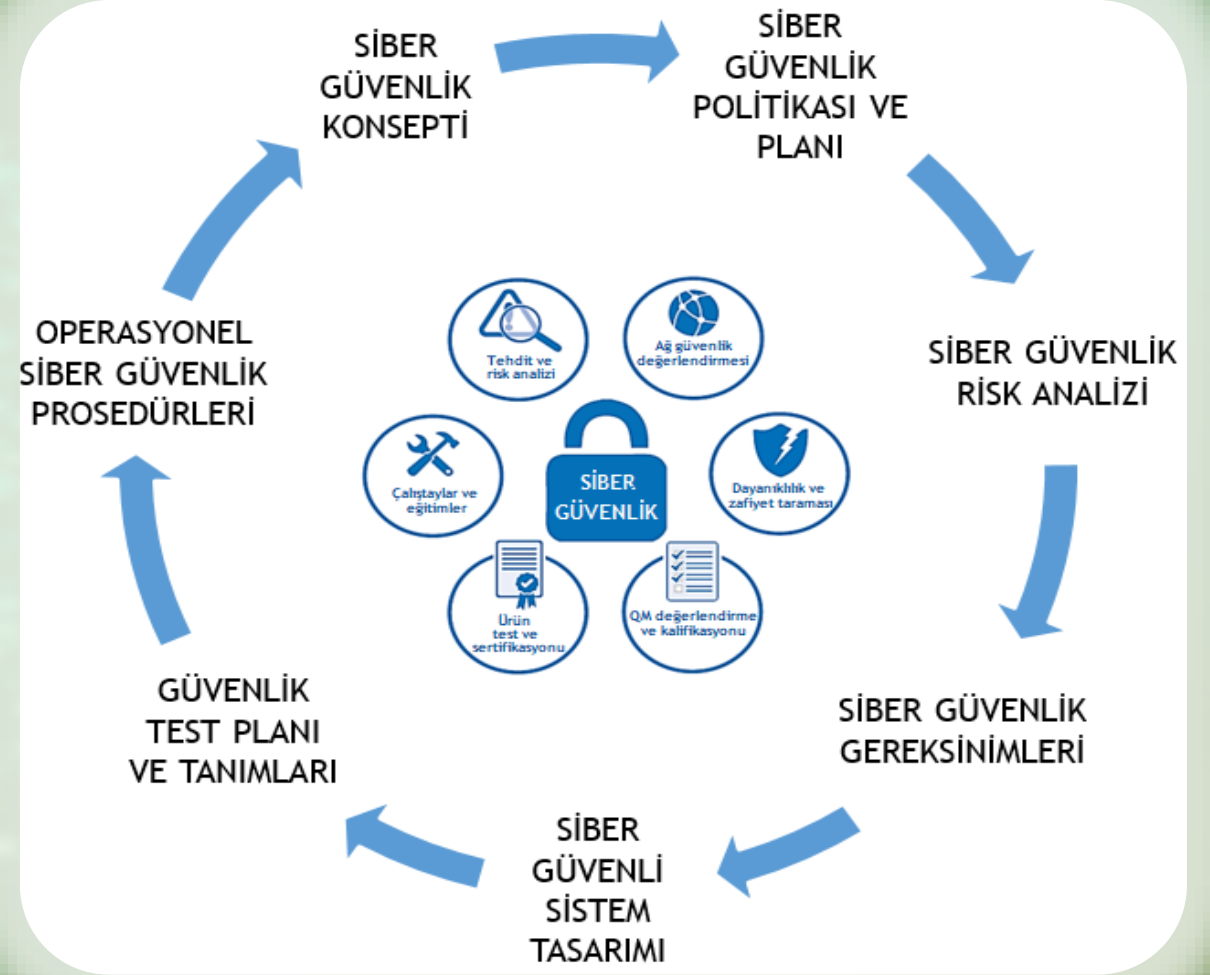 SİBER
GÜVENLİK
KONSEPTİ
SİBER
GÜVENLİK
POLİTİKASI VE
PLANI
SİBER GÜVENLİK
RİSK ANALİZİ
SİBER GÜVENLİK
GEREKSİNİMLERİ
SİBER
GÜVENLİ
SİSTEM
TASARIMI
GÜVENLİK
TEST PLANI
VE TANIMLARI
OPERASYONEL
SİBER GÜVENLİK
PROSEDÜRLERİ
Tehdit ve
risk analizi
Ağ güvenlik
değerlendirmesi
Dayanıklılık ve
zafiyet taraması
QM değerlendirme
ve kalifikasyonu
Ürün
test ve
sertifikasyonu
Çalıştaylar ve
eğitimler
SİBER
GÜVENLİK